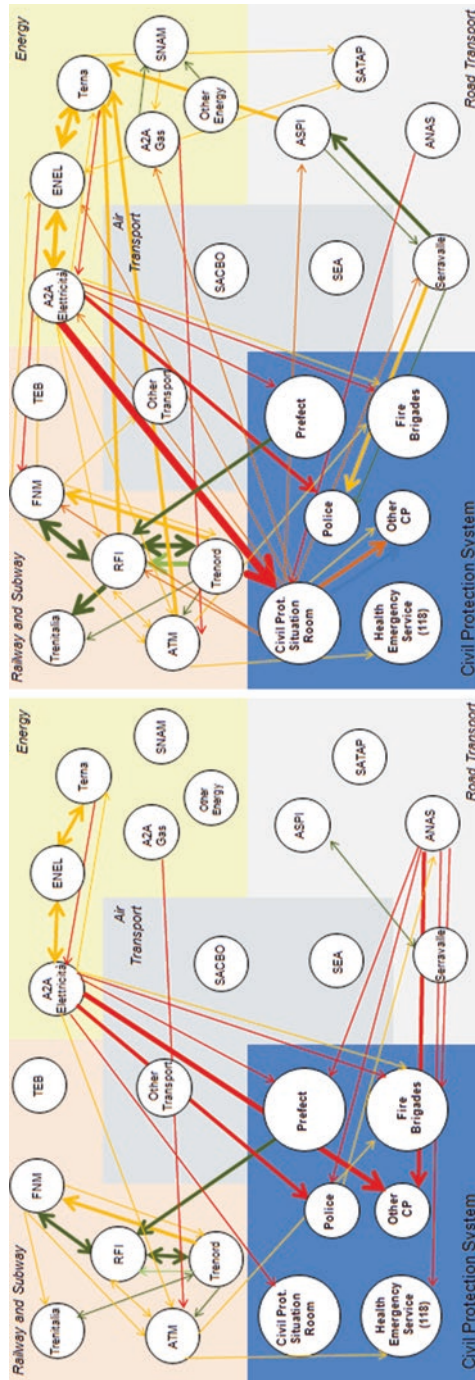 Railway and Subway
Energy
FNM
TEB
A2A
Elettricità
ENEL
Terna
Trenitalia
RFI
SNAM
ATM
Trenord
Other
Transport
Air
Transport
A2A
Gas
Other
Energy
SACBO
Civil Prot.
Situation
Room
Prefect
SEA
ASPI
SATAP
Police
Health
Emergency
Service
(118)
Other
CP
Fire
Brigades
Serravalle
ANAS
Civil Protection System
Road Transport
Railway and Subway
Energy
FNM
TEB
A2A
Elettricità
ENEL
Terna
Trenitalia
RFI
SNAM
ATM
Trenord
Other
Transport
Air
Transport
A2A
Gas
Other
Energy
SACBO
Civil Prot.
Situation
Room
Prefect
SEA
ASPI
SATAP
Police
Health
Emergency
Service
(118)
Other
CP
Fire
Brigades
Serravalle
ANAS
Civil Protection System
Road Transport